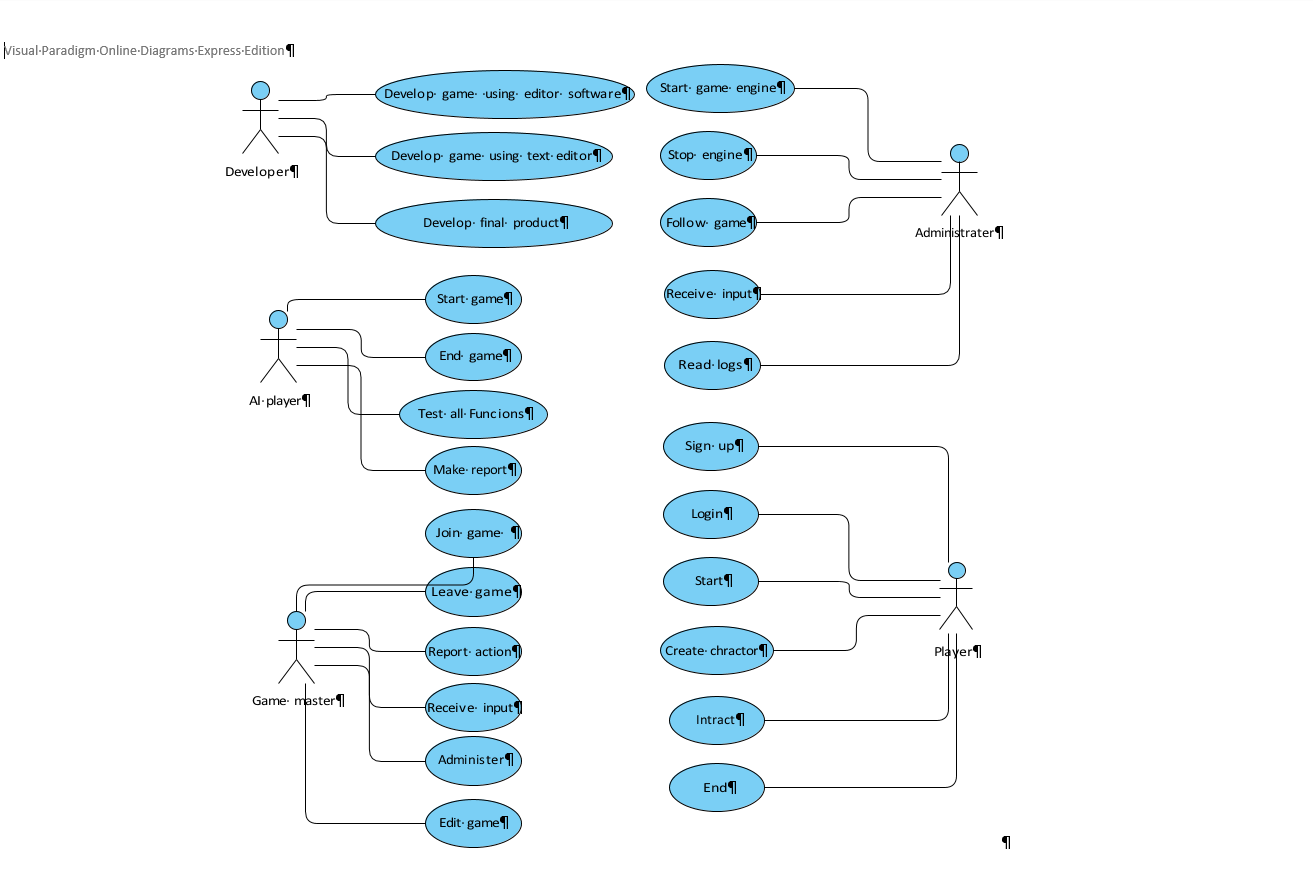 Visual Paradigm Online Diagrams Express Edition¶
Develop game using editor software¶
Develop game using text editor¶
Develop final product¶
Developer¶
Start game engine¶
Stop engine¶
Follow game¶
Receive input¶
Read logs¶
Administrater¶
Start game¶
End game¶
Test all Funcions¶
Make report¶
AI player¶
Join game ¶
Leave game¶
Report action¶
Receive input¶
Administer¶
Edit game¶
Game master¶
Sign up¶
Login¶
Start¶
Create chractor¶
Intract¶
End¶
Player¶
¶